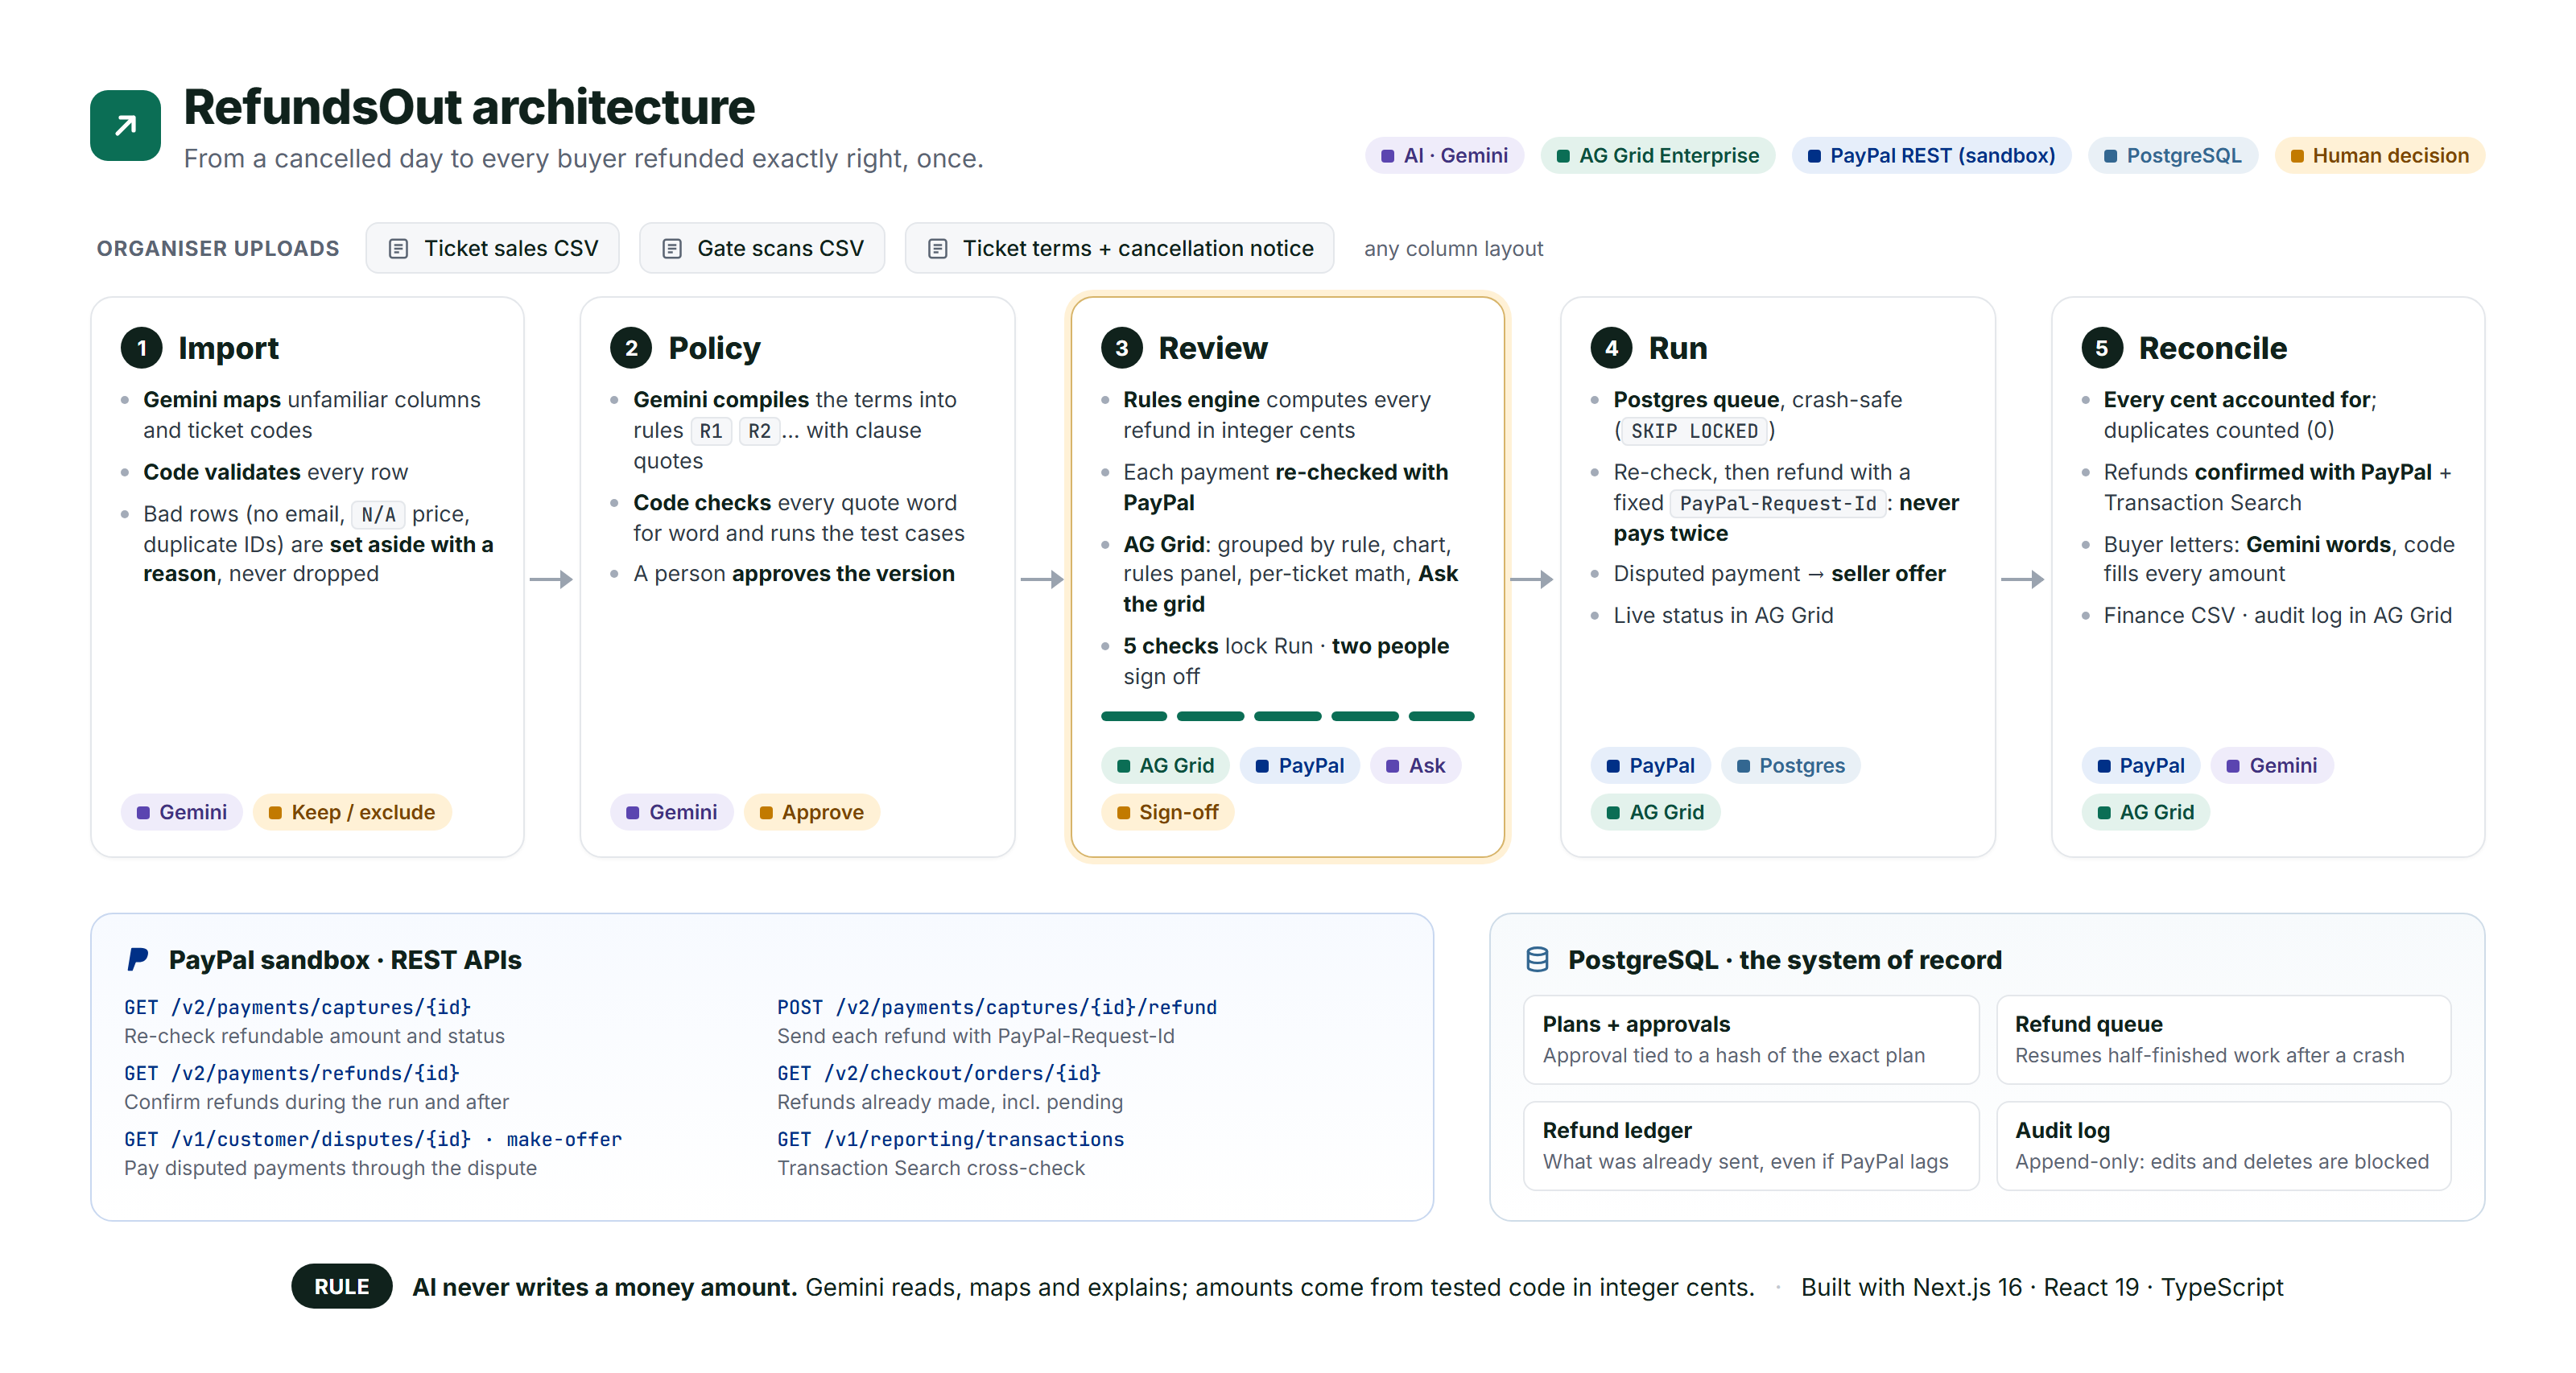 RefundsOut architecture
From a cancelled day to every buyer refunded exactly right, once.
AI · Gemini
AG Grid Enterprise
PayPal REST (sandbox)
PostgreSQL
Human decision
ORGANISER UPLOADS
Ticket sales CSV
Gate scans CSV
Ticket terms + cancellation notice
any column layout
1 Import
Gemini maps unfamiliar columns
and ticket codes
Code validates every row
Bad rows (no email, N/A price,
duplicate IDs) are set aside with a
reason, never dropped
Gemini
Keep / exclude
2 Policy
Gemini compiles the terms into
rules R1 R2 ... with clause
quotes
Code checks every quote word
for word and runs the test cases
A person approves the version
Gemini
Approve
3 Review
Rules engine computes every
refund in integer cents
Each payment re-checked with
PayPal
AG Grid: grouped by rule, chart,
rules panel, per-ticket math, Ask
the grid
5 checks lock Run · two people
sign off
AG Grid
PayPal
Ask
Sign-off
4 Run
Postgres queue, crash-safe
(SKIP LOCKED)
Re-check, then refund with a
fixed PayPal-Request-Id: never
pays twice
Disputed payment → seller offer
Live status in AG Grid
PayPal
Postgres
AG Grid
5 Reconcile
Every cent accounted for;
duplicates counted (0)
Refunds confirmed with PayPal +
Transaction Search
Buyer letters: Gemini words, code
fills every amount
Finance CSV · audit log in AG Grid
PayPal
Gemini
AG Grid
PayPal sandbox · REST APIs
GET /v2/payments/captures/{id}
Re-check refundable amount and status
GET /v2/payments/refunds/{id}
Confirm refunds during the run and after
GET /v1/customer/disputes/{id} · make-offer
Pay disputed payments through the dispute
POST /v2/payments/captures/{id}/refund
Send each refund with PayPal-Request-Id
GET /v2/checkout/orders/{id}
Refunds already made, incl. pending
GET /v1/reporting/transactions
Transaction Search cross-check
PostgreSQL · the system of record
Plans + approvals
Approval tied to a hash of the exact plan
Refund queue
Resumes half-finished work after a crash
Refund ledger
What was already sent, even if PayPal lags
Audit log
Append-only: edits and deletes are blocked
RULE AI never writes a money amount. Gemini reads, maps and explains; amounts come from tested code in integer cents. · Built with Next.js 16 · React 19 · TypeScript